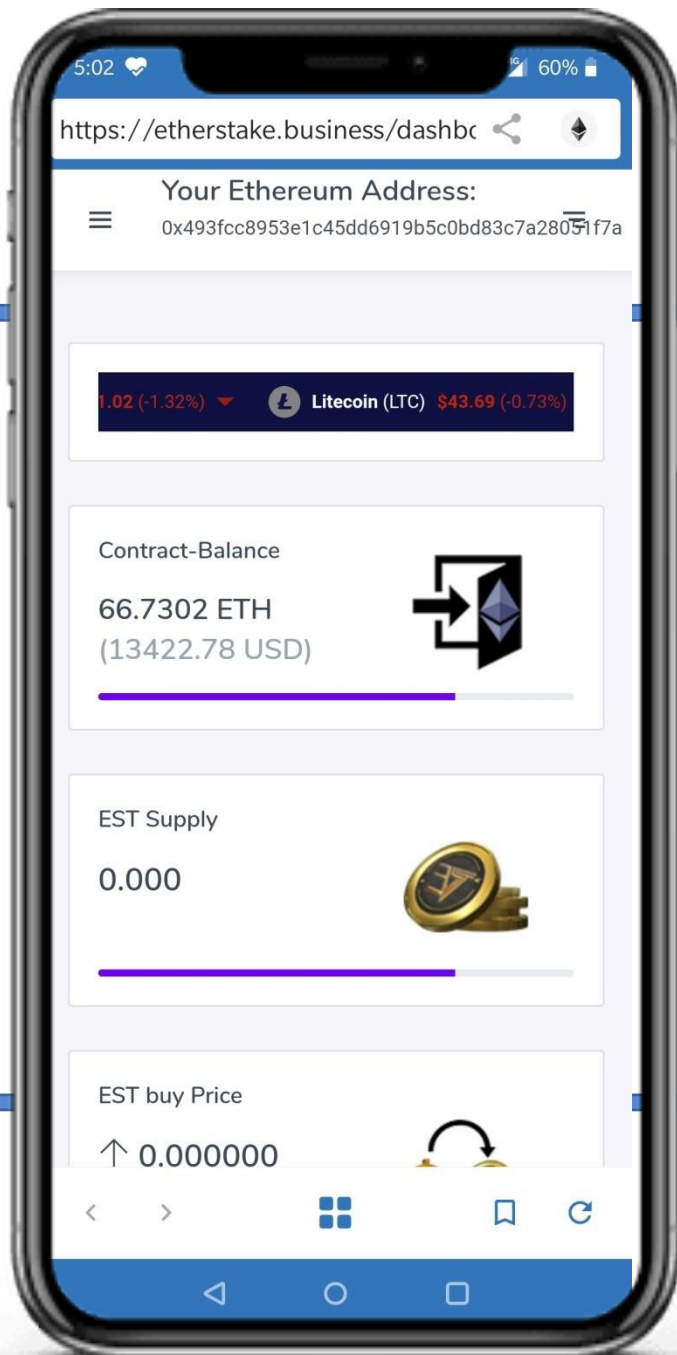 5:02 60%
https://etherstake.business/dashbo
Your Ethereum Address:
0x493fcc8953e1c45dd6919b5c0bd83c7a28051f7a
1.02 (-1.32%) Litecoin (LTC) $43.69 (-0.73%)
Contract-Balance
66.7302 ETH
(13422.78 USD)
EST Supply
0.000
EST buy Price
↑ 0.000000